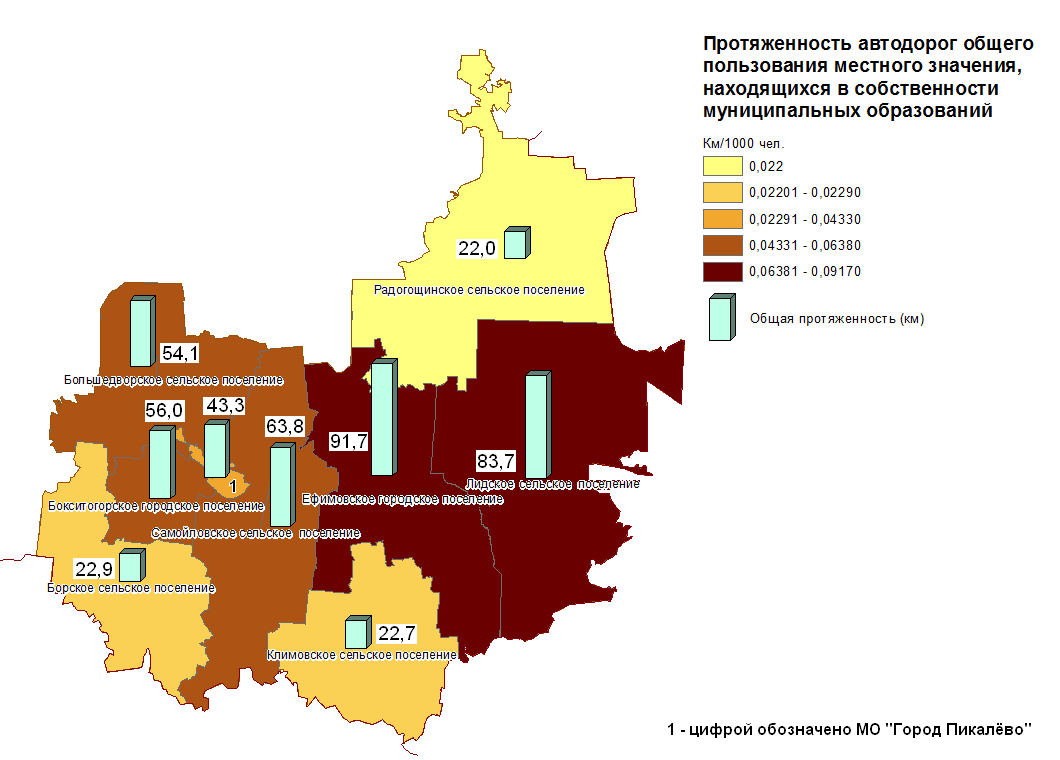 Протяженность автодорог общего
пользования местного значения,
находящихся в собственности
муниципальных образований
Км/1000 чел.
0,022
0,02201 - 0,02290
0,02291 - 0,04330
0,04331 - 0,06380
0,06381 - 0,09170
Общая протяженность (км)
22,0
Радогощинское сельское поселение
54,1
Большедворское сельское поселение
56,0
43,3
63,8
91,7
83,7
1
Лидское сельское поселение
Ефимовское городское поселение
Бокситогорское городское поселение
Самойловское сельское поселение
22,9
Борское сельское поселение
22,7
Климовское сельское поселение
1 - цифрой обозначено МО "Город Пикалёво"